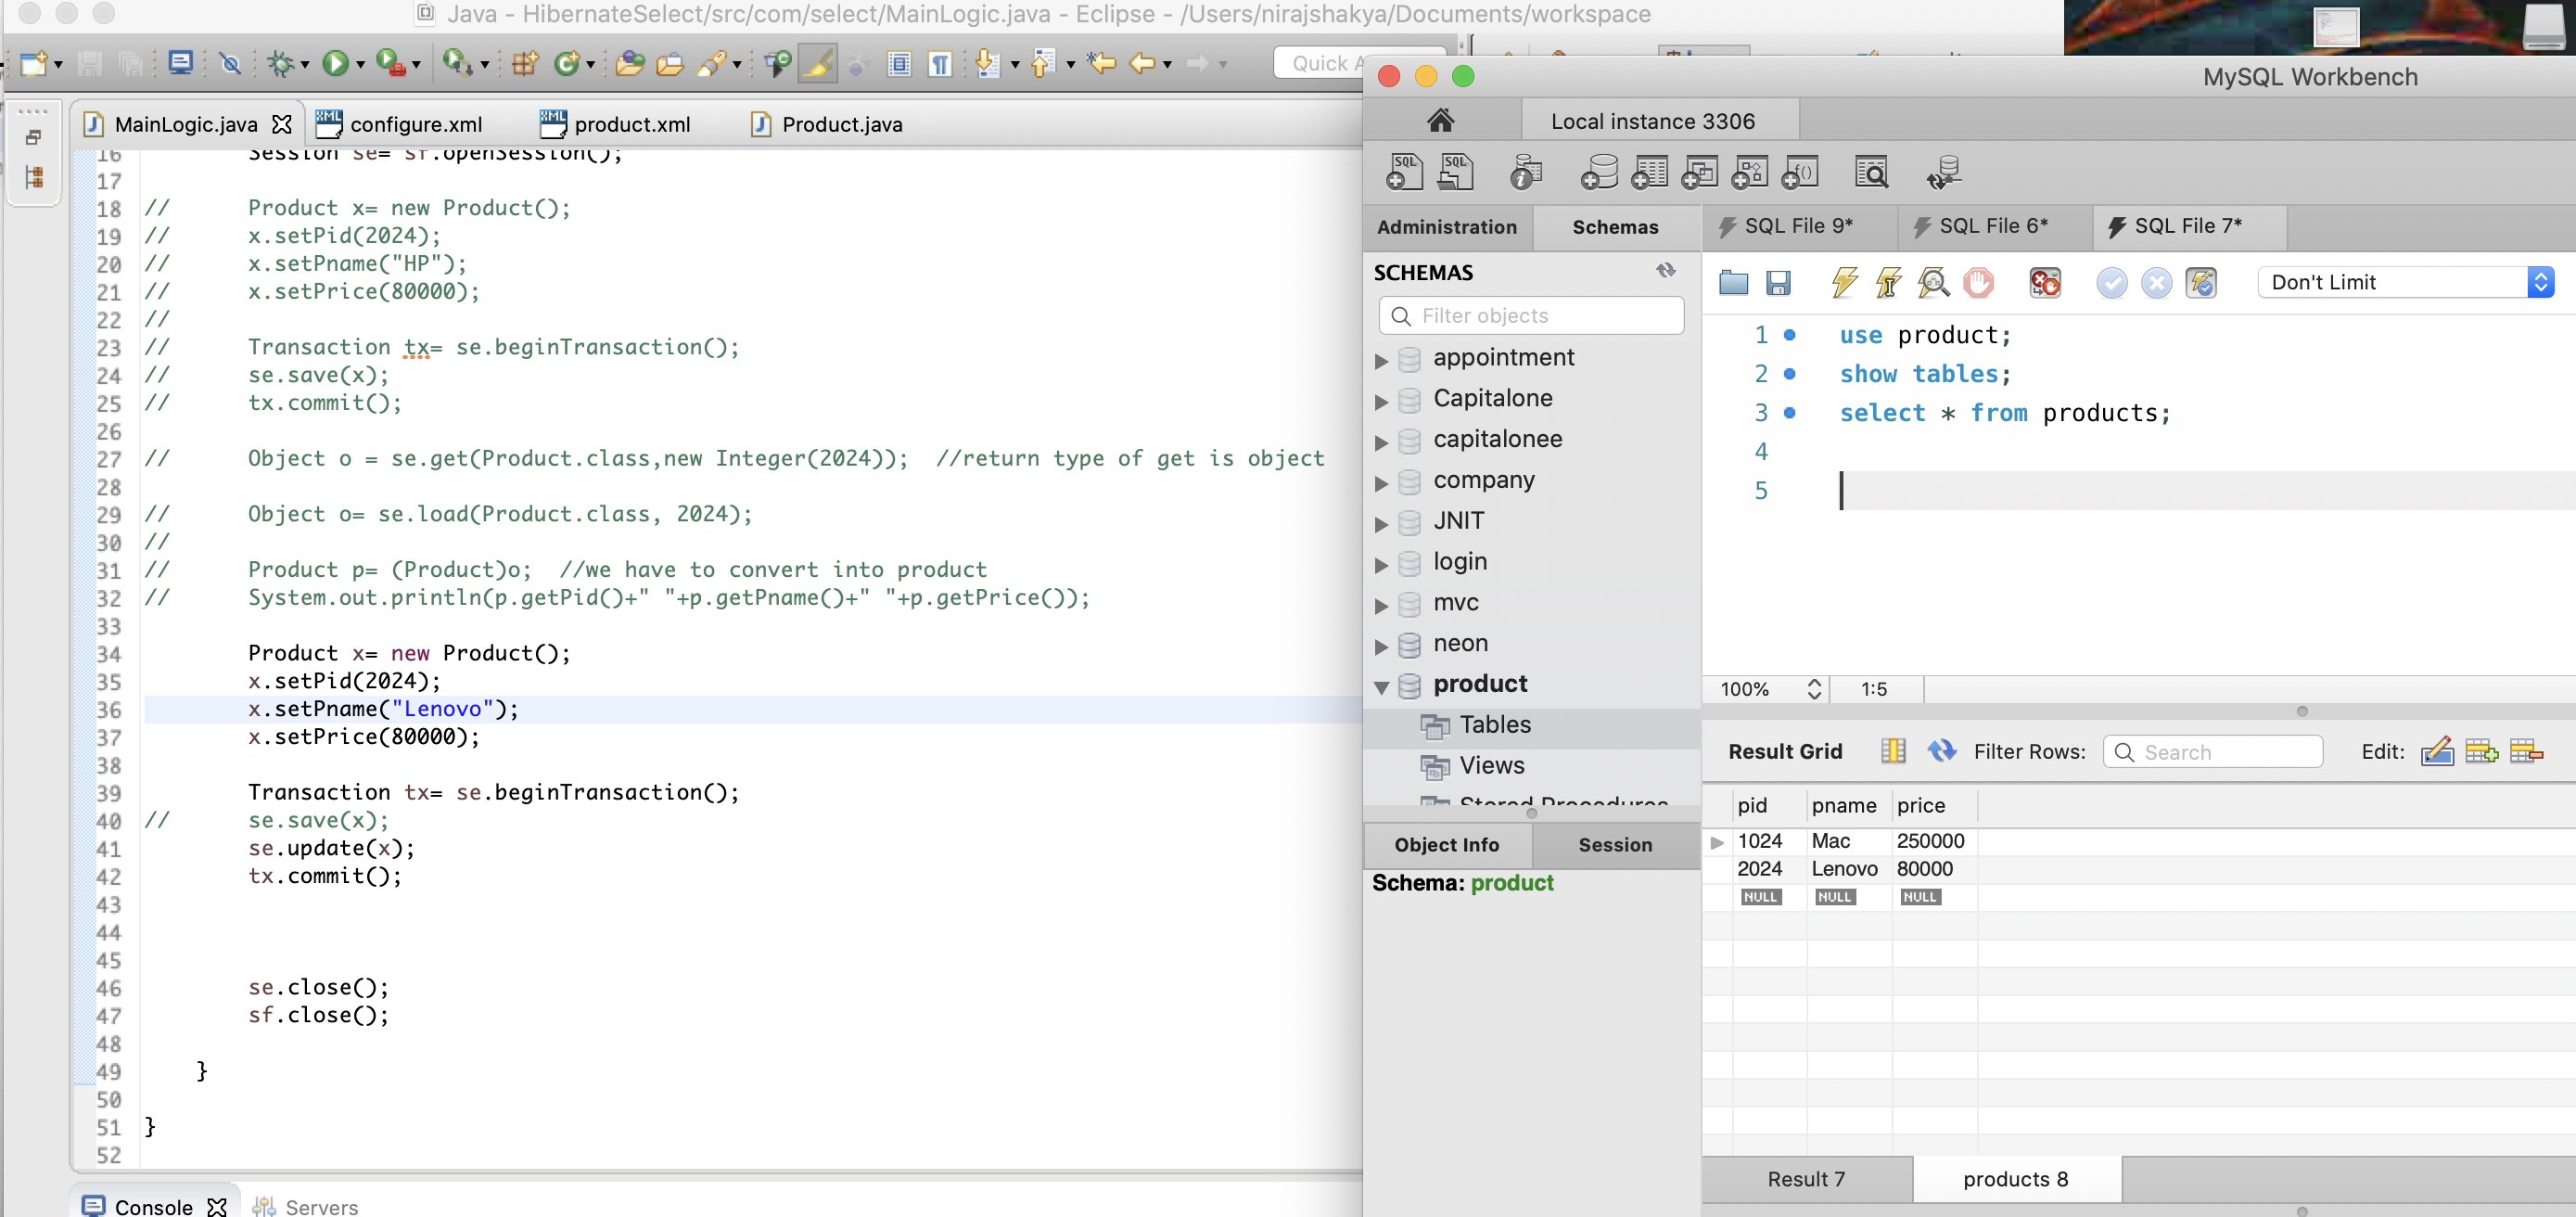 Java - HibernateSelect/src/com/select/MainLogic.java - Eclipse - /Users/nirajshakya/Documents/workspace
Quick A
MainLogic.java
configure.xml
product.xml
Product.java
16 Session se= sf.openSession();
17
18 // Product x= new Product();
19 // x.setPid(2024);
20 // x.setPname("HP");
21 // x.setPrice(80000);
22 //
23 // Transaction tx= se.beginTransaction();
24 // se.save(x);
25 // tx.commit();
26
27 // Object o = se.get(Product.class,new Integer(2024)); //return type of get is object
28
29 // Object o= se.load(Product.class, 2024);
30 //
31 // Product p= (Product)o; //we have to convert into product
32 // System.out.println(p.getPid()+" "+p.getPname()+" "+p.getPrice());
33
34 Product x= new Product();
35 x.setPid(2024);
36 x.setPname("Lenovo");
37 x.setPrice(80000);
38
39 Transaction tx= se.beginTransaction();
40 // se.save(x);
41 se.update(x);
42 tx.commit();
43
44
45
46 se.close();
47 sf.close();
48
49 }
50
51 }
52
Console
Servers
MySQL Workbench
Local instance 3306
Administration
Schemas
SCHEMAS
Filter objects
appointment
Capitalone
capitalonee
company
JNIT
login
mvc
neon
product
Tables
Views
Stored Procedures
Object Info
Session
Schema: product
SQL File 9*
SQL File 6*
SQL File 7*
Don't Limit
1 use product;
2 show tables;
3 select * from products;
4
5
100%
1:5
Result Grid
Filter Rows:
Search
Edit:
pid pname price
1024 Mac 250000
2024 Lenovo 80000
NULL NULL NULL
Result 7
products 8